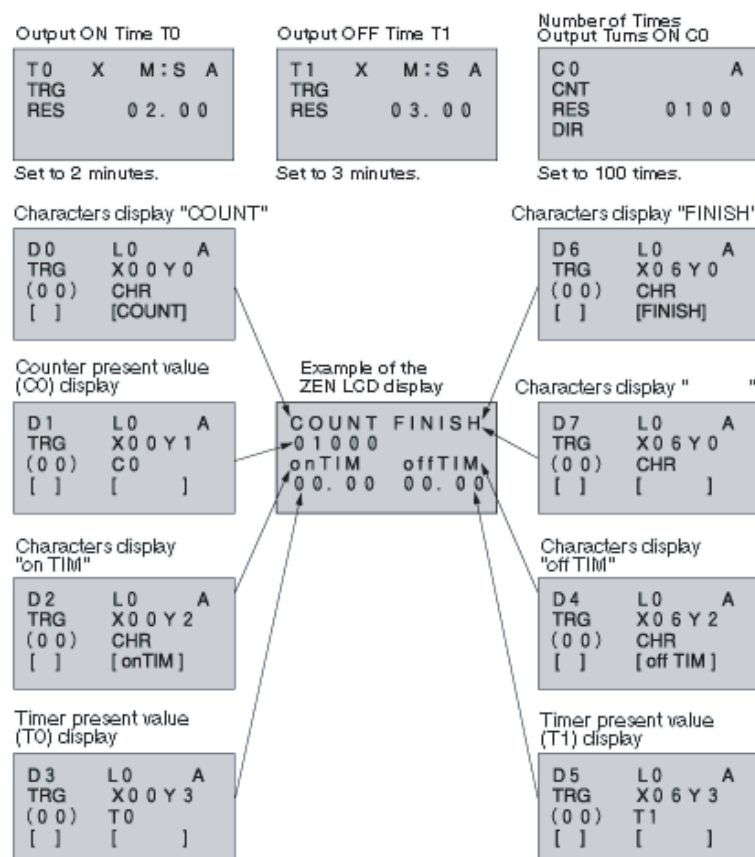 Output ON Time T0
T0 X M:S A
TRG
RES 02.00
Set to 2 minutes.
Output OFF Time T1
T1 X M:S A
TRG
RES 03.00
Set to 3 minutes.
Number of Times
Output Turns ON C0
C0 A
CNT
RES 0100
DIR
Set to 100 times.
Characters display "COUNT"
D0 L0 A
TRG X00Y0
(00) CHR
[ ] [COUNT]
Characters display "FINISH"
D6 L0 A
TRG X06Y0
(00) CHR
[ ] [FINISH]
Counter present value
(C0) display
D1 L0 A
TRG X00Y1
(00) C0
[ ] [ ]
Example of the
ZEN LCD display
COUNT FINISH
01000
onTIM offTIM
00.00 00.00
Characters display " "
D7 L0 A
TRG X06Y0
(00) CHR
[ ] [ ]
Characters display
"on TIM"
D2 L0 A
TRG X00Y2
(00) CHR
[ ] [onTIM]
Characters display
"off TIM"
D4 L0 A
TRG X06Y2
(00) CHR
[ ] [off TIM]
Timer present value
(T0) display
D3 L0 A
TRG X00Y3
(00) T0
[ ] [ ]
Timer present value
(T1) display
D5 L0 A
TRG X06Y3
(00) T1
[ ] [ ]